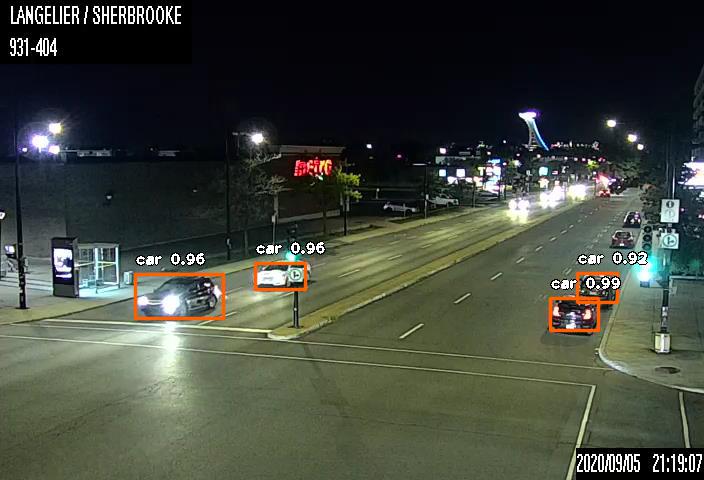 LANGELIER / SHERBROOKE
931-404
metro
car 0.96
car 0.96
car 0.92
car 0.99
2020/09/05 21:19:07